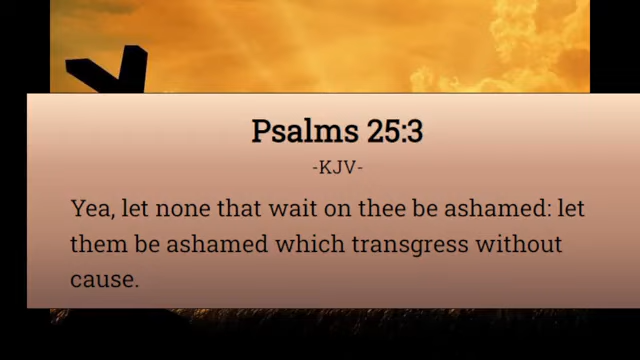 Psalms 25:3
-KJV-
Yea, let none that wait on thee be ashamed: let
them be ashamed which transgress without
cause.